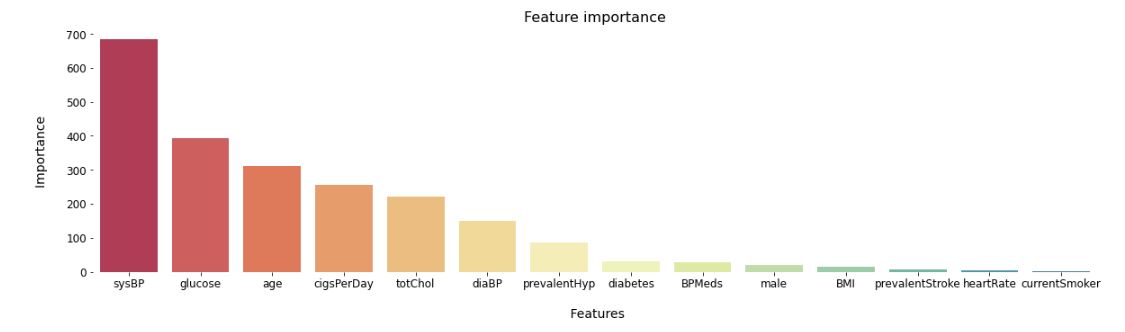 Feature importance
700
600
500
400
300
200
100
0
Importance
sysBP glucose age cigsPerDay totChol diaBP prevalentHyp diabetes BPMeds male BMI prevalentStroke heartRate currentSmoker
Features